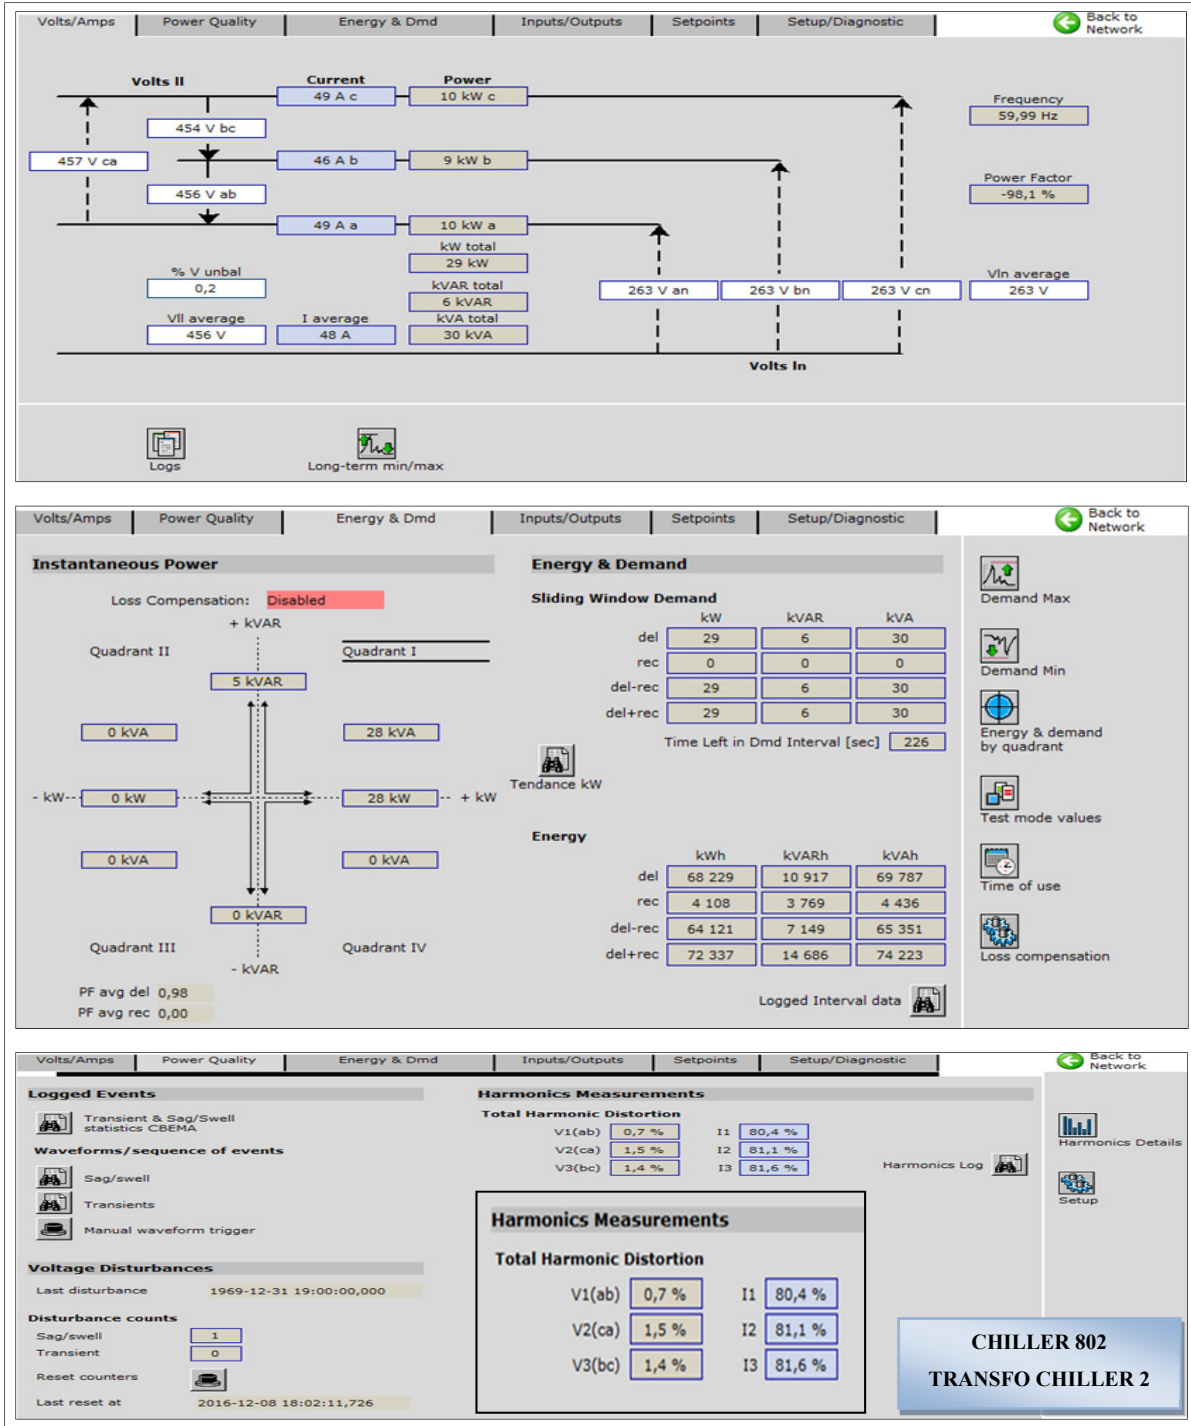 Volts/Amps Power Quality Energy & Dmd Inputs/Outputs Setpoints Setup/Diagnostic Back to Network
Volts ll Current Power
49 A c 10 kW c
Frequency
59,99 Hz
454 V bc
457 V ca 46 A b 9 kW b
Power Factor
-98,1 %
456 V ab
49 A a 10 kW a
kW total
29 kW
% V unbal
0,2
kVAR total
6 kVAR
Vln average
263 V an 263 V bn 263 V cn 263 V
Vll average I average kVA total
456 V 48 A 30 kVA
Volts ln
Logs Long-term min/max
Volts/Amps Power Quality Energy & Dmd Inputs/Outputs Setpoints Setup/Diagnostic Back to Network
Instantaneous Power
Loss Compensation: Disabled
+ kVAR
Quadrant II Quadrant I
5 kVAR
0 kVA 28 kVA
- kW 0 kW 28 kW + kW
0 kVA 0 kVA
0 kVAR
Quadrant III Quadrant IV
- kVAR
PF avg del 0,98
PF avg rec 0,00
Energy & Demand
Sliding Window Demand
kW kVAR kVA
del 29 6 30
rec 0 0 0
del-rec 29 6 30
del+rec 29 6 30
Time Left in Dmd Interval [sec] 226
Tendance kW
Energy
kWh kVARh kVAh
del 68 229 10 917 69 787
rec 4 108 3 769 4 436
del-rec 64 121 7 149 65 351
del+rec 72 337 14 686 74 223
Logged Interval data
Demand Max
Demand Min
Energy & demand
by quadrant
Test mode values
Time of use
Loss compensation
Volts/Amps Power Quality Energy & Dmd Inputs/Outputs Setpoints Setup/Diagnostic Back to Network
Logged Events
Transient & Sag/Swell
statistics CBEMA
Waveforms/sequence of events
Sag/swell
Transients
Manual waveform trigger
Voltage Disturbances
Last disturbance 1969-12-31 19:00:00,000
Disturbance counts
Sag/swell 1
Transient 0
Reset counters
Last reset at 2016-12-08 18:02:11,726
Harmonics Measurements
Total Harmonic Distortion
V1(ab) 0,7 % I1 80,4 %
V2(ca) 1,5 % I2 81,1 %
V3(bc) 1,4 % I3 81,6 %
Harmonics Log
Harmonics Measurements
Total Harmonic Distortion
V1(ab) 0,7 % I1 80,4 %
V2(ca) 1,5 % I2 81,1 %
V3(bc) 1,4 % I3 81,6 %
Harmonics Details
Setup
CHILLER 802
TRANSFO CHILLER 2